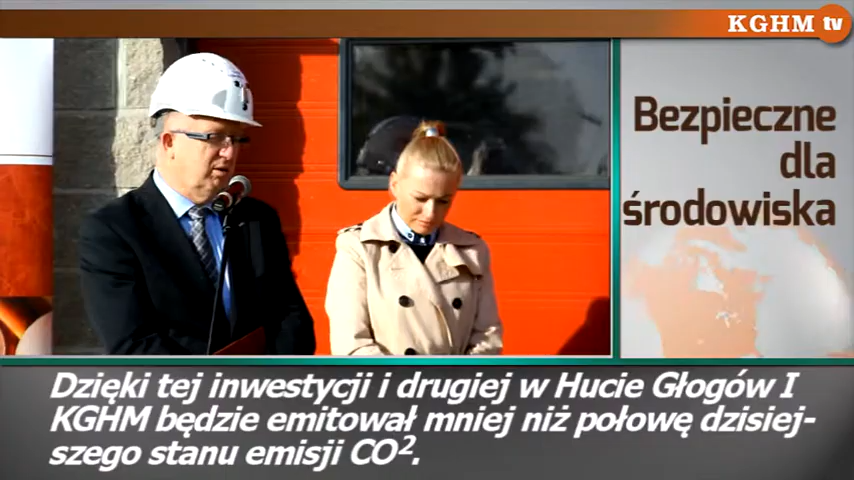 KGHM tv
Bezpieczne
dla
środowiska
Dzięki tej inwestycji i drugiej w Hucie Głogów I
KGHM będzie emitował mniej niż połowę dzisiej-
szego stanu emisji CO².